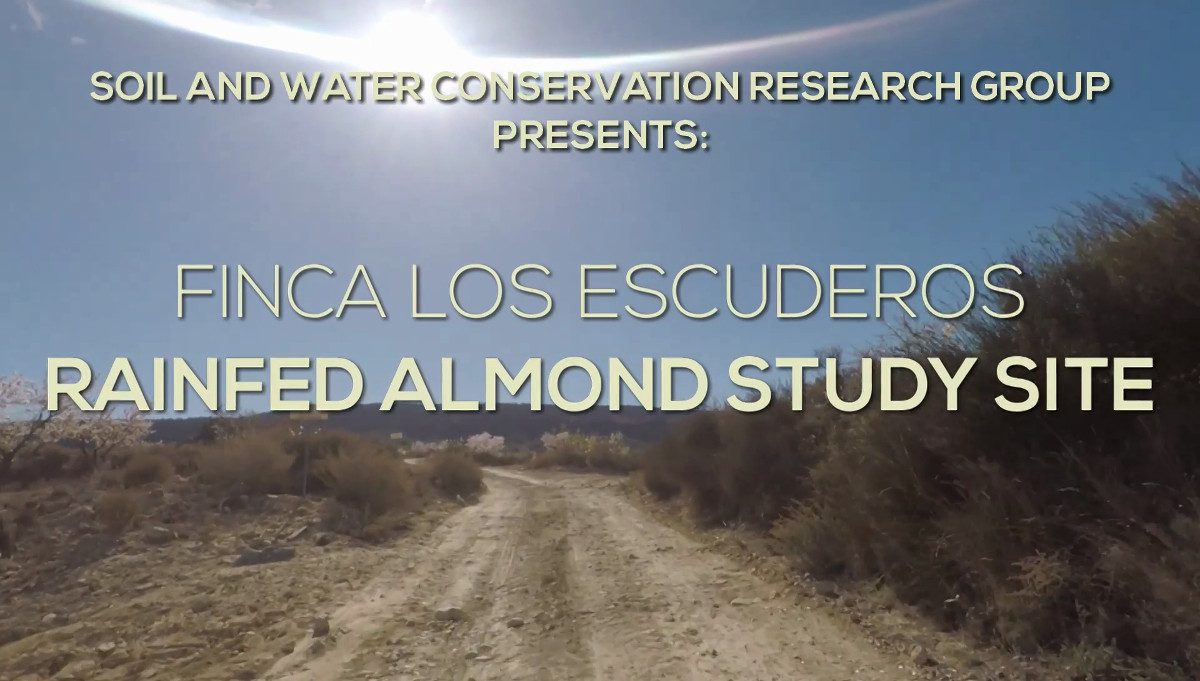 SOIL AND WATER CONSERVATION RESEARCH GROUP
PRESENTS:
FINCA LOS ESCUDEROS
RAINFED ALMOND STUDY SITE